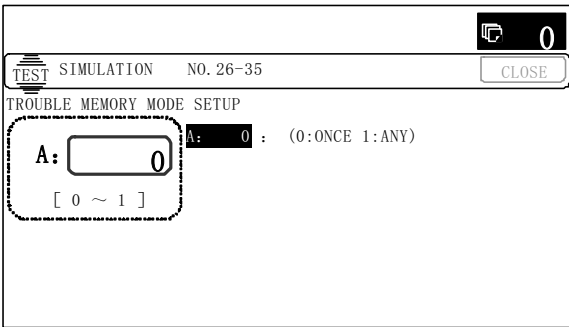 0
TEST SIMULATION NO.26-35 CLOSE
TROUBLE MEMORY MODE SETUP
A: 0 : (0:ONCE 1:ANY)
A: 0
[ 0 ~ 1 ]